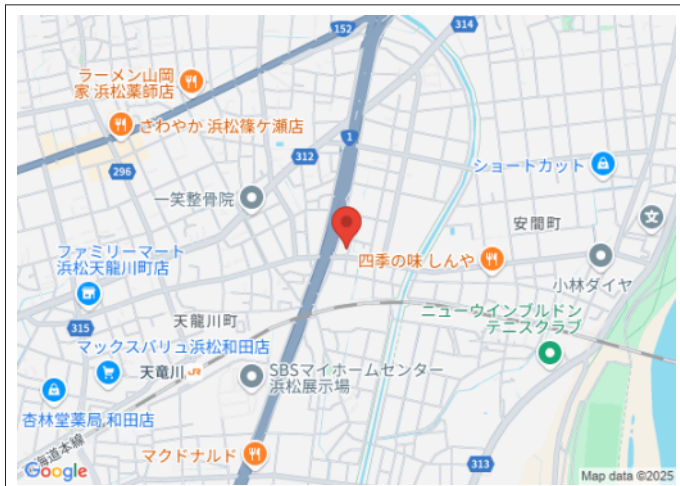 152
314
ラーメン山岡
家 浜松薬師店
さわやか 浜松篠ケ瀬店
1
312
ショートカット
296
一笑整骨院
安間町
文
ファミリーマート
浜松天龍川町店
四季の味 しんや
小林ダイヤ
ニューウインブルドン
テニスクラブ
天龍川町
315
マックスバリュ浜松和田店
天竜川 JR
SBSマイホームセンター
浜松展示場
杏林堂薬局 和田店
海道本線
マクドナルド
313
Google
Map data ©2025